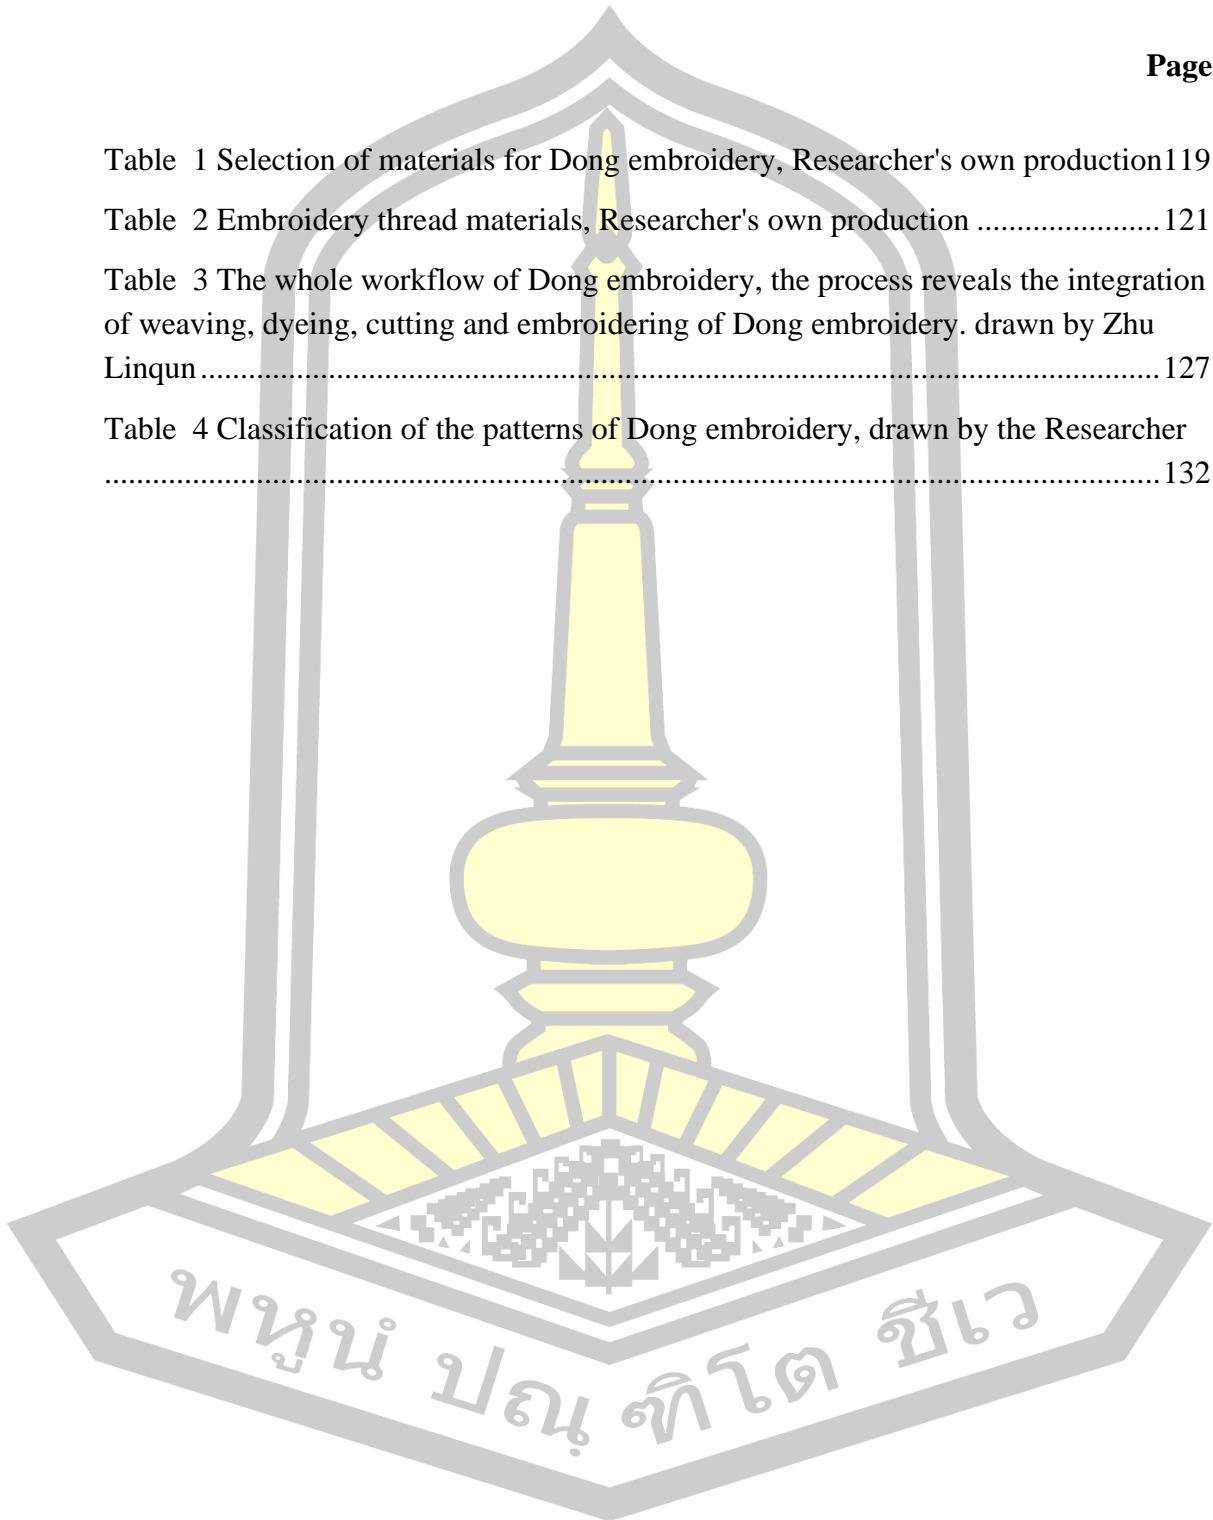 Page
Table  1 Selection of materials for Dong embroidery, Researcher's own production119
Table  2 Embroidery thread materials, Researcher's own production .......................121
Table  3 The whole workflow of Dong embroidery, the process reveals the integration
of weaving, dyeing, cutting and embroidering of Dong embroidery. drawn by Zhu
Linqun........................................................................................................................127
Table  4 Classification of the patterns of Dong embroidery, drawn by the Researcher
....................................................................................................................................132
พหูนํ ปณฺฑิโต ชีเว